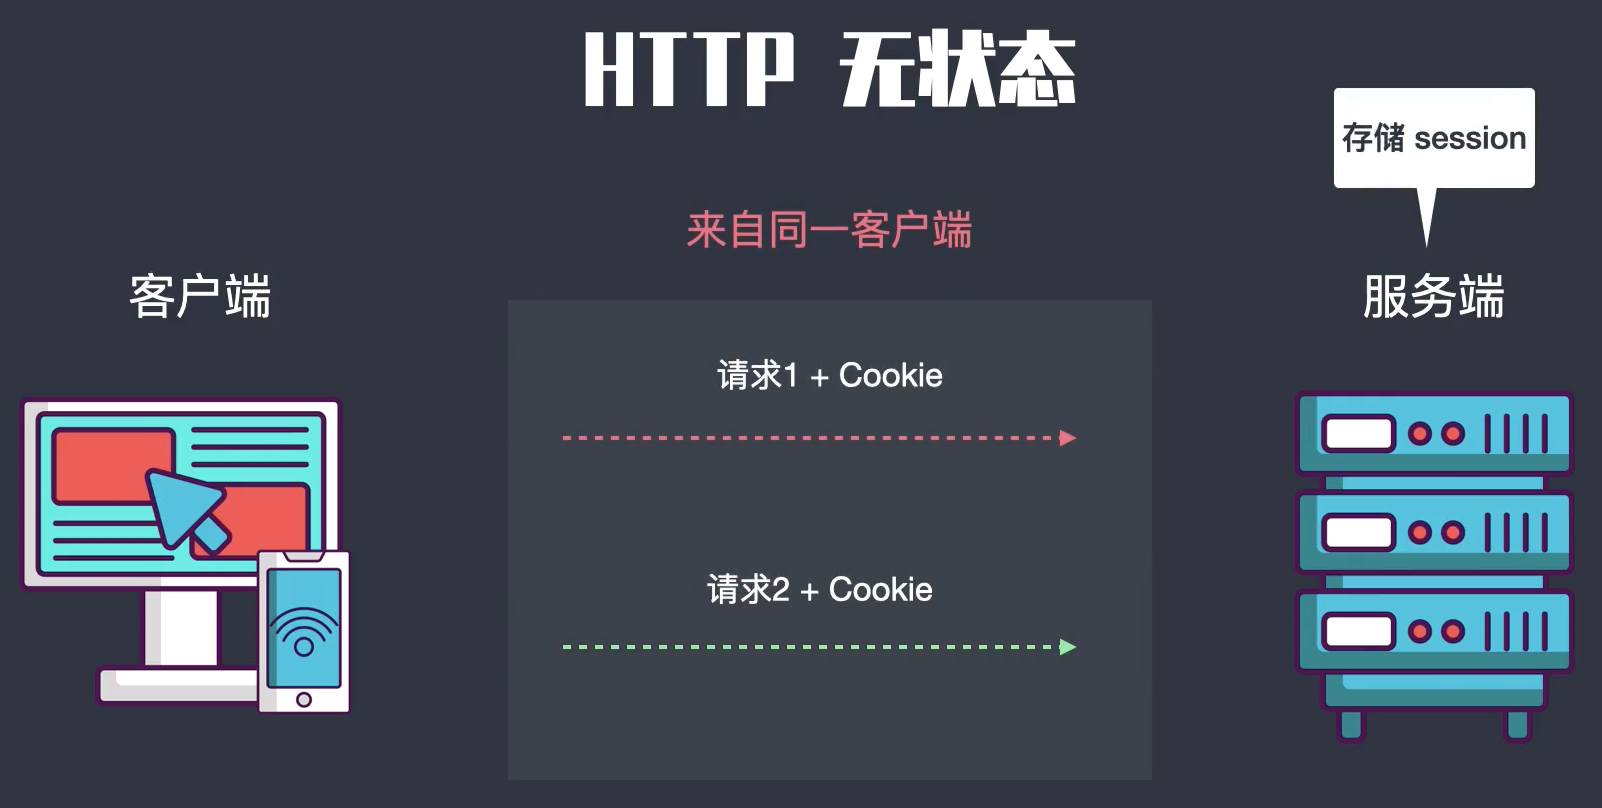 HTTP 无状态
存储 session
来自同一客户端
客户端
服务端
请求1 + Cookie
请求2 + Cookie